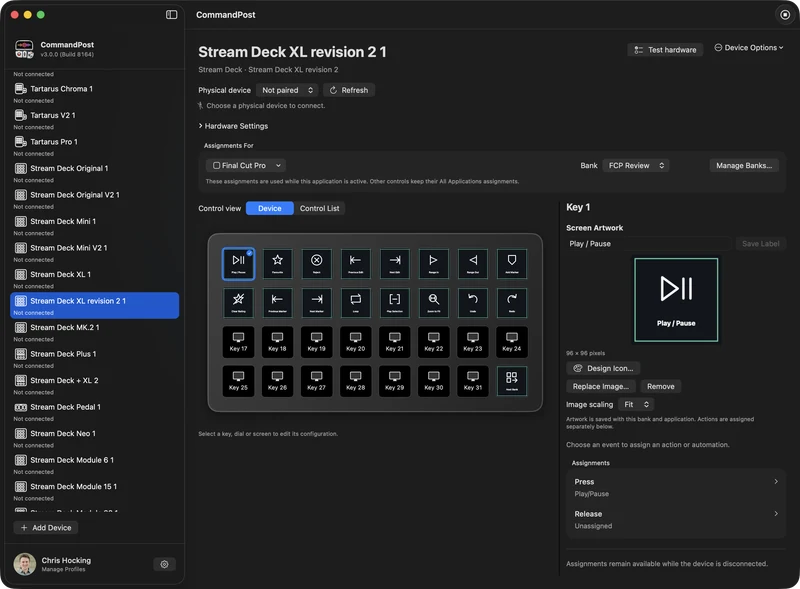 CommandPost
CommandPost
v3.0.0 (Build 8164)
Not connected
Tartarus Chroma 1
Not connected
Tartarus V2 1
Not connected
Tartarus Pro 1
Not connected
Stream Deck Original 1
Not connected
Stream Deck Original V2 1
Not connected
Stream Deck Mini 1
Not connected
Stream Deck Mini V2 1
Not connected
Stream Deck XL 1
Not connected
Stream Deck XL revision 2 1
Not connected
Stream Deck MK.2 1
Not connected
Stream Deck Plus 1
Not connected
Stream Deck + XL 2
Not connected
Stream Deck Pedal 1
Not connected
Stream Deck Neo 1
Not connected
Stream Deck Module 6 1
Not connected
Stream Deck Module 15 1
Not connected
Add Device
Chris Hocking
Manage Profiles
Stream Deck XL revision 2 1
Stream Deck · Stream Deck XL revision 2
Test hardware
Device Options
Physical device
Not paired
Refresh
Choose a physical device to connect.
Hardware Settings
Assignments For
Final Cut Pro
Bank
FCP Review
Manage Banks...
These assignments are used while this application is active. Other controls keep their All Applications assignments.
Control view
Device
Control List
Key 17
Key 18
Key 19
Key 20
Key 21
Key 22
Key 23
Key 24
Key 25
Key 26
Key 27
Key 28
Key 29
Key 30
Key 31
Select a key, dial or screen to edit its configuration.
Key 1
Screen Artwork
Play / Pause
Save Label
Play / Pause
96 × 96 pixels
Design Icon...
Replace Image...
Remove
Image scaling
Fit
Artwork is saved with this bank and application. Actions are assigned
separately below.
Choose an event to assign an action or automation.
Assignments
Press
Play/Pause
Release
Unassigned
Assignments remain available while the device is disconnected.